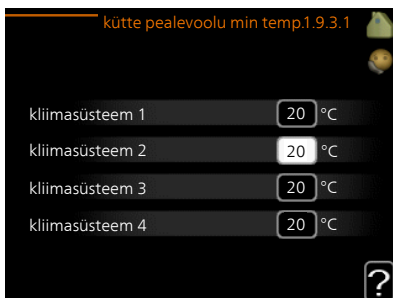 kütte pealevoolu min temp.1.9.3.1
kliimasüsteem 1 20 °C
kliimasüsteem 2 20 °C
kliimasüsteem 3 20 °C
kliimasüsteem 4 20 °C
?